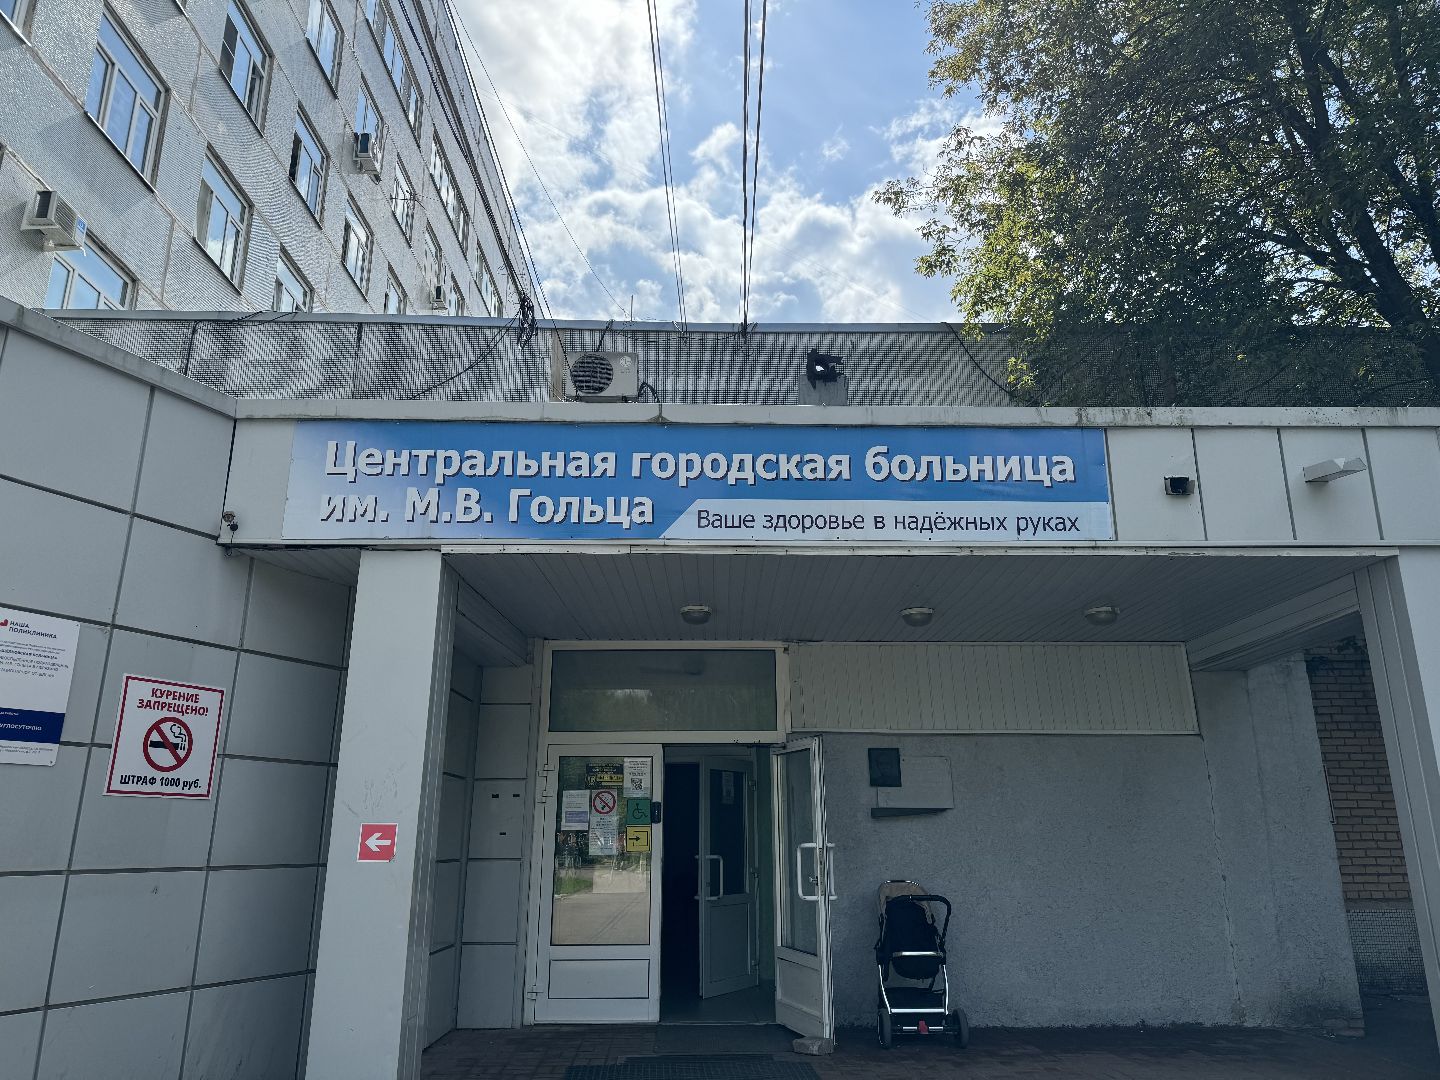 Центральная городская больница
им. М.В. Гольца
Ваше здоровье в надёжных руках
НАША
ПОЛИКЛИНИКА
КУРЕНИЕ
ЗАПРЕЩЕНО!
ШТРАФ 1000 руб.